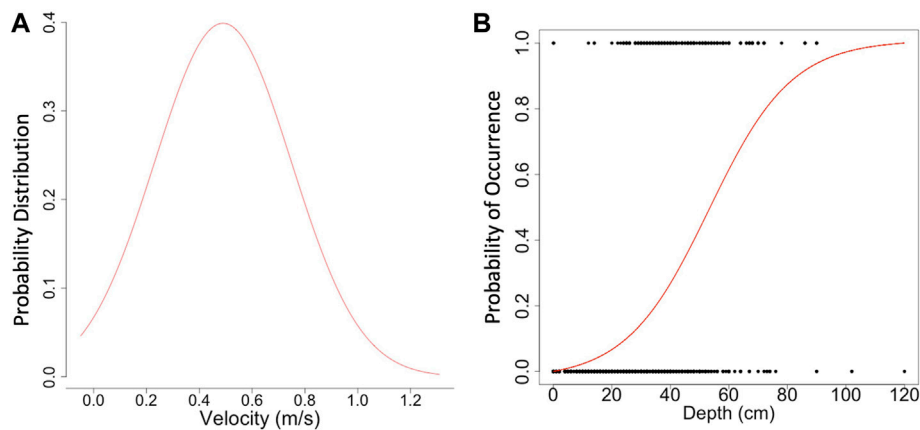 A
Probability Distribution
0.4
0.3
0.2
0.1
0.0
0.0 0.2 0.4 0.6 0.8 1.0 1.2
Velocity (m/s)
B
Probability of Occurrence
1.0
0.8
0.6
0.4
0.2
0.0
0 20 40 60 80 100 120
Depth (cm)